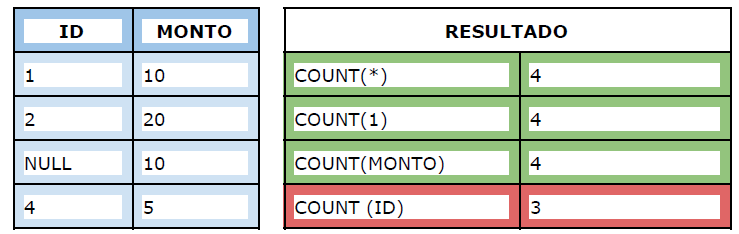 ID MONTO
1 10
2 20
NULL 10
4 5
RESULTADO
COUNT(*) 4
COUNT(1) 4
COUNT(MONTO) 4
COUNT (ID) 3